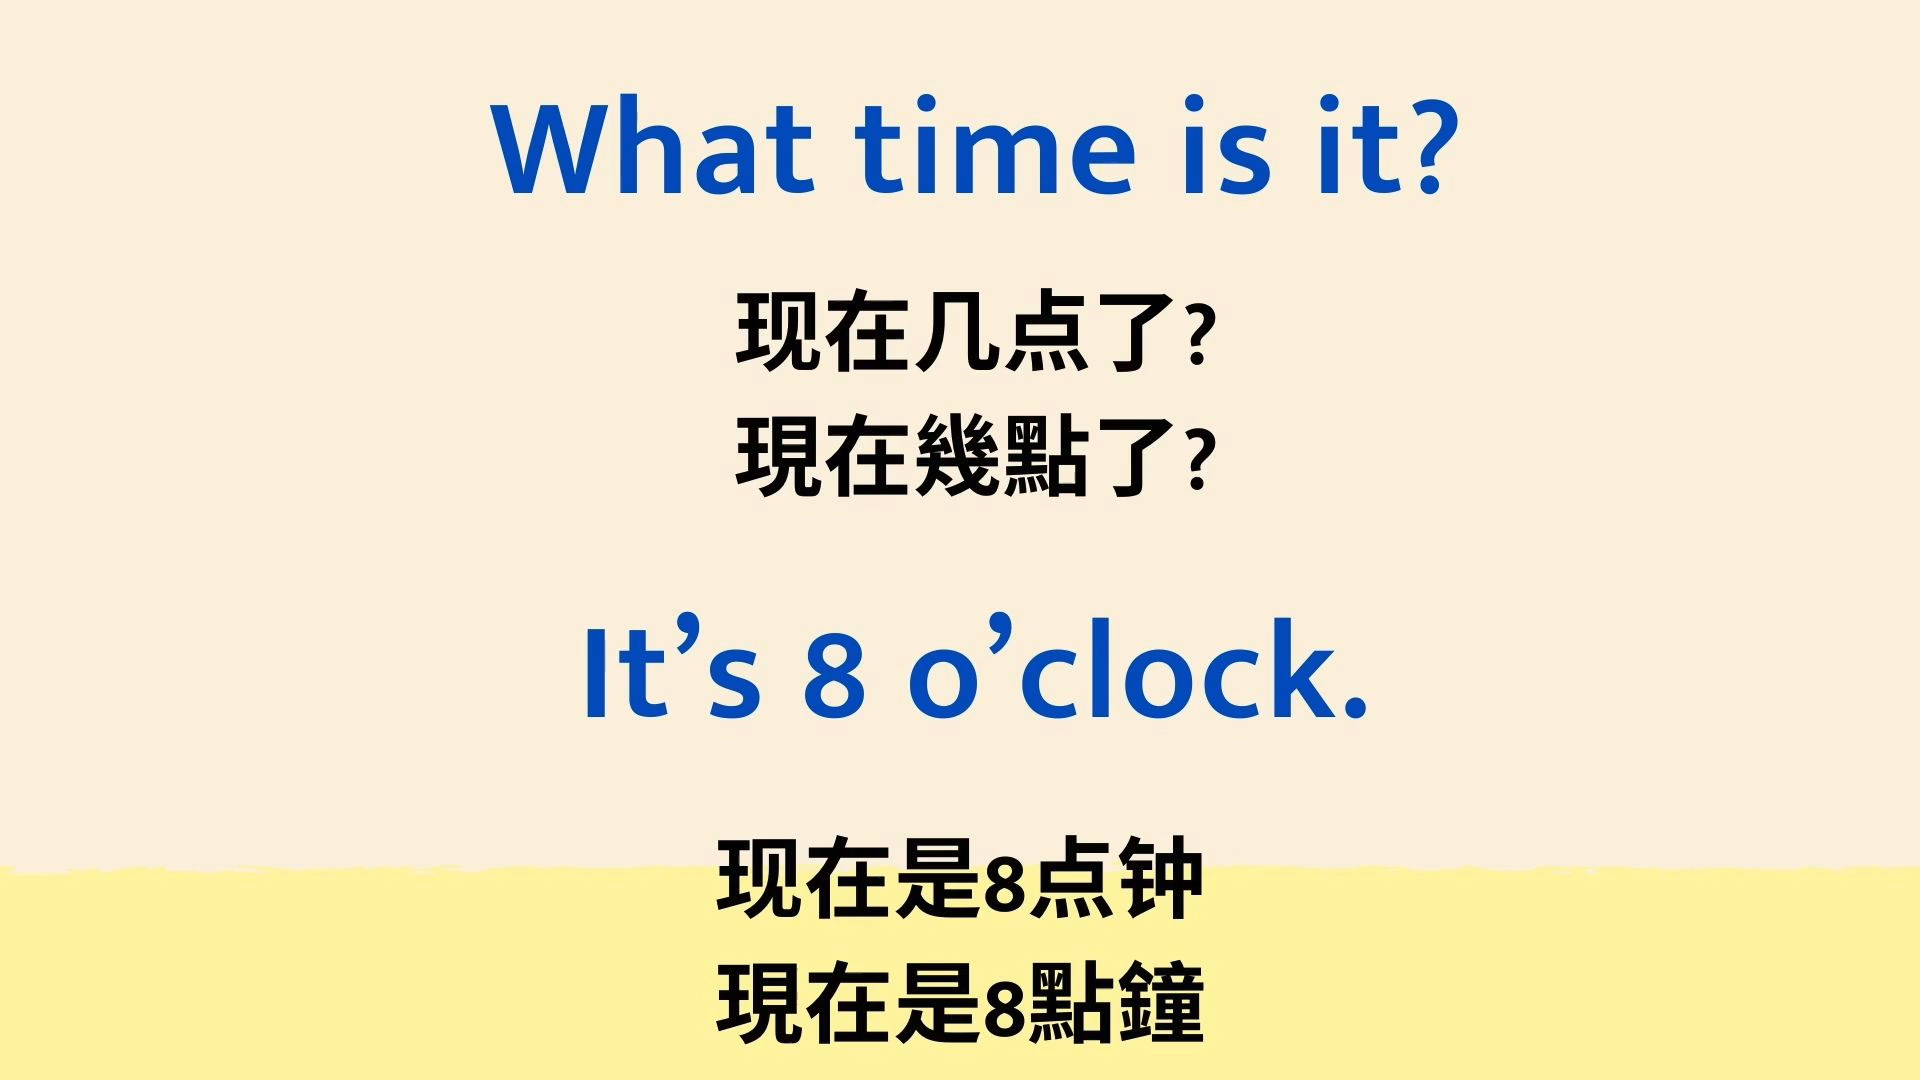 What time is it?
现在几点了?
現在幾點了?
It’s 8 o’clock.
现在是8点钟
現在是8點鐘